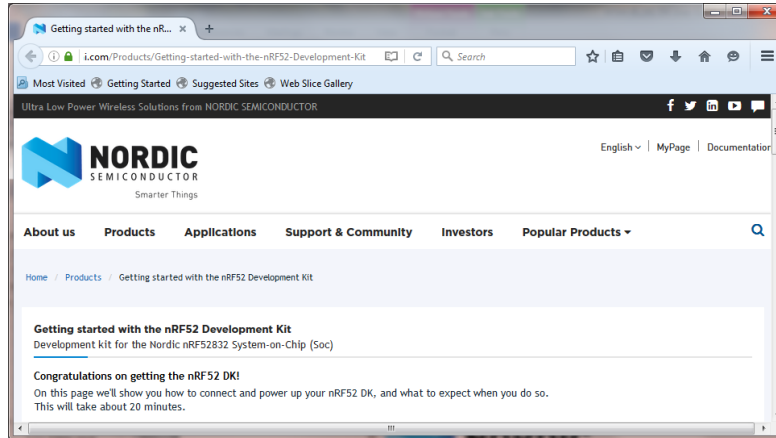 Getting started with the nR...
i.com/Products/Getting-started-with-the-nRF52-Development-Kit
Search
Most Visited Getting Started Suggested Sites Web Slice Gallery
Ultra Low Power Wireless Solutions from NORDIC SEMICONDUCTOR
English MyPage Documentation
NORDIC
SEMICONDUCTOR
Smarter Things
About us Products Applications Support & Community Investors Popular Products
Home / Products / Getting started with the nRF52 Development Kit
Getting started with the nRF52 Development Kit
Development kit for the Nordic nRF52832 System-on-Chip (Soc)
Congratulations on getting the nRF52 DK!
On this page we'll show you how to connect and power up your nRF52 DK, and what to expect when you do so.
This will take about 20 minutes.